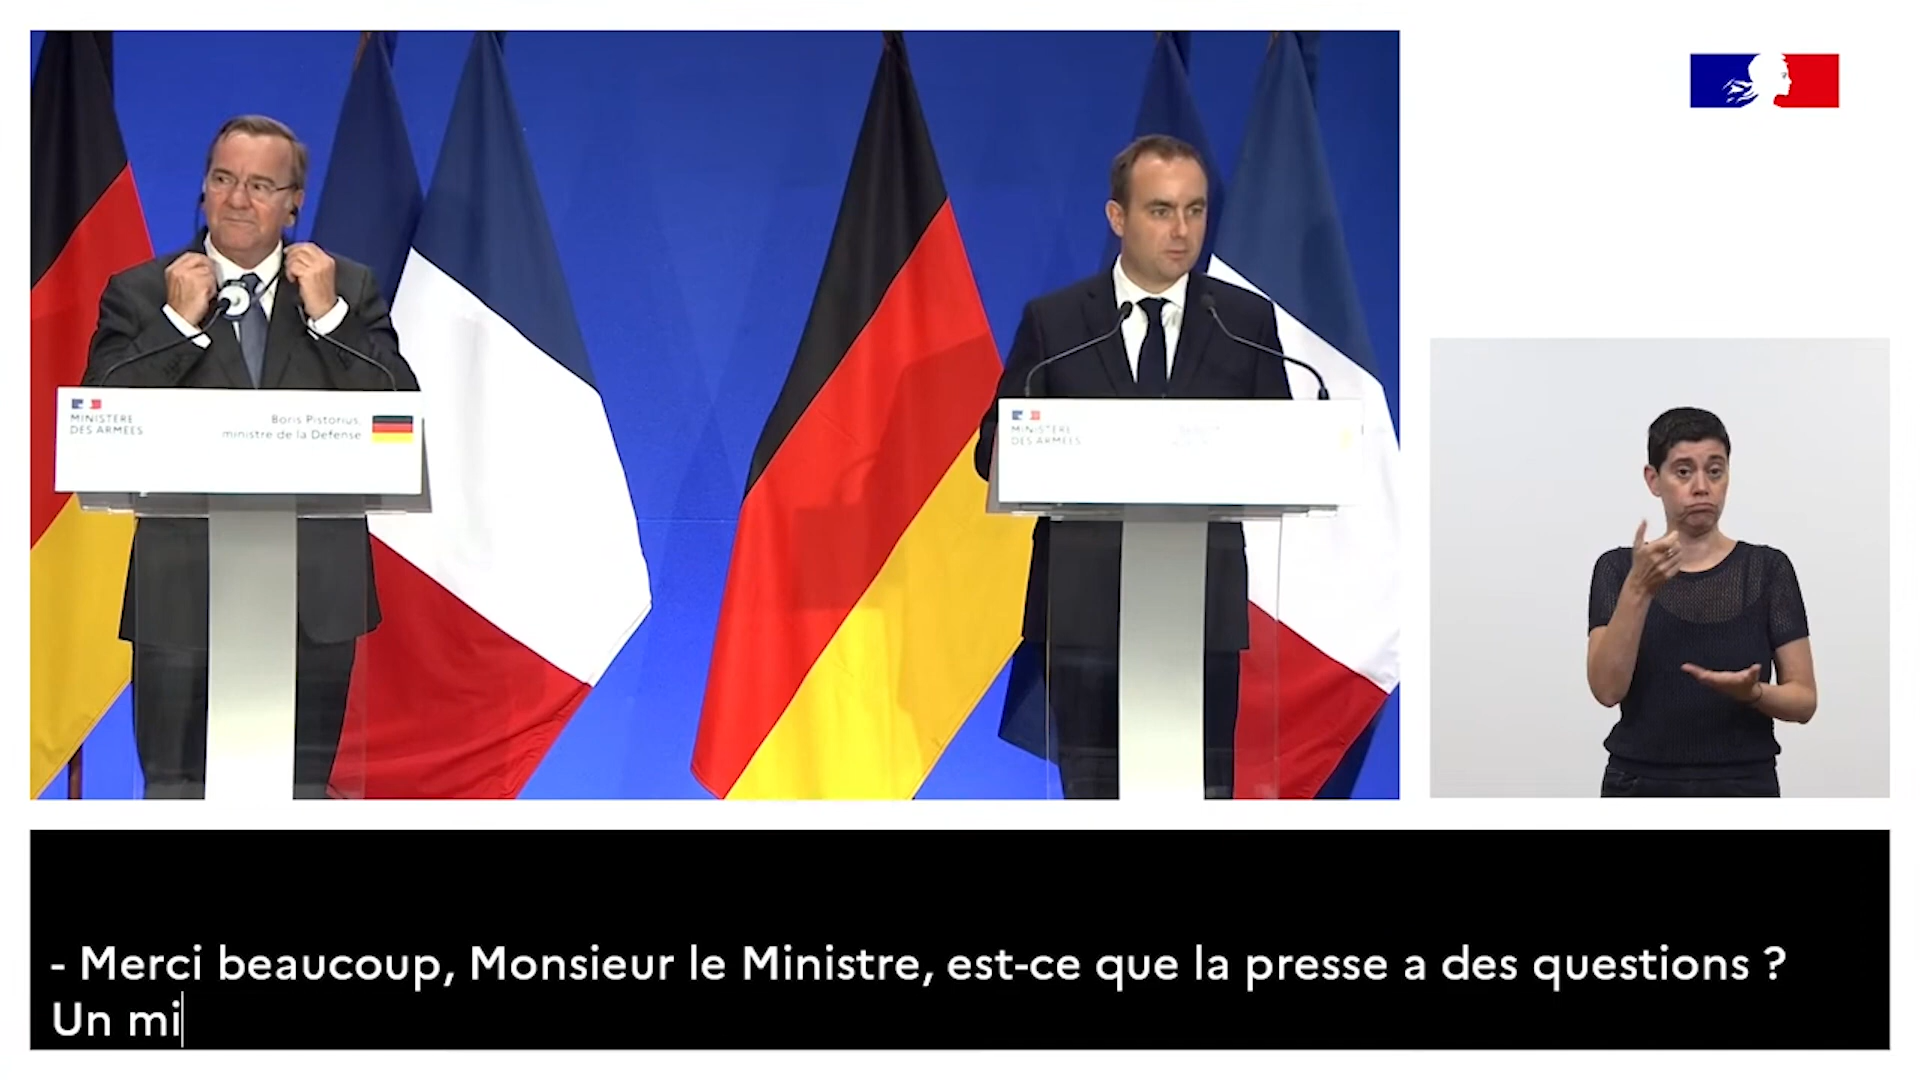 MINISTÈRE
DES ARMÉES
Boris Pistorius,
ministre de la Défense
MINISTÈRE
DES ARMÉES
- Merci beaucoup, Monsieur le Ministre, est-ce que la presse a des questions ?
Un mi